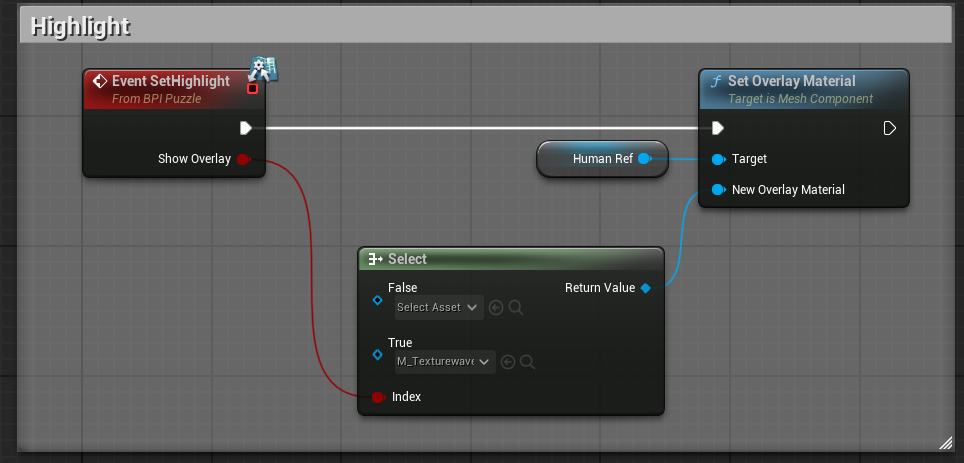 Highlight
Event SetHighlight
From BPI Puzzle
Show Overlay
Human Ref
f Set Overlay Material
Target is Mesh Component
Target
New Overlay Material
Select
False
Select Asset
Return Value
True
M_Texturewave
Index